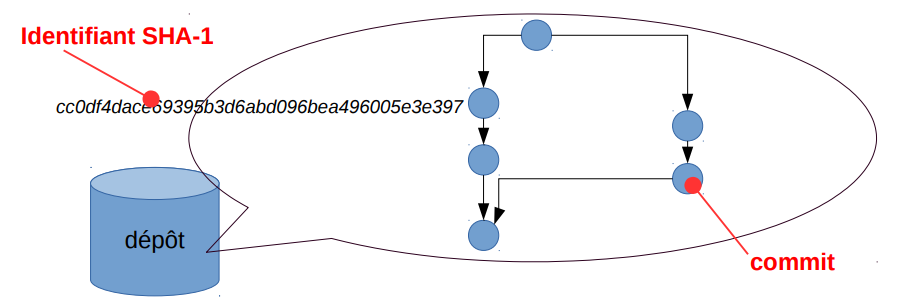 Identifiant SHA-1
cc0df4dace69395b3d6abd096bea496005e3e397
dépôt
commit